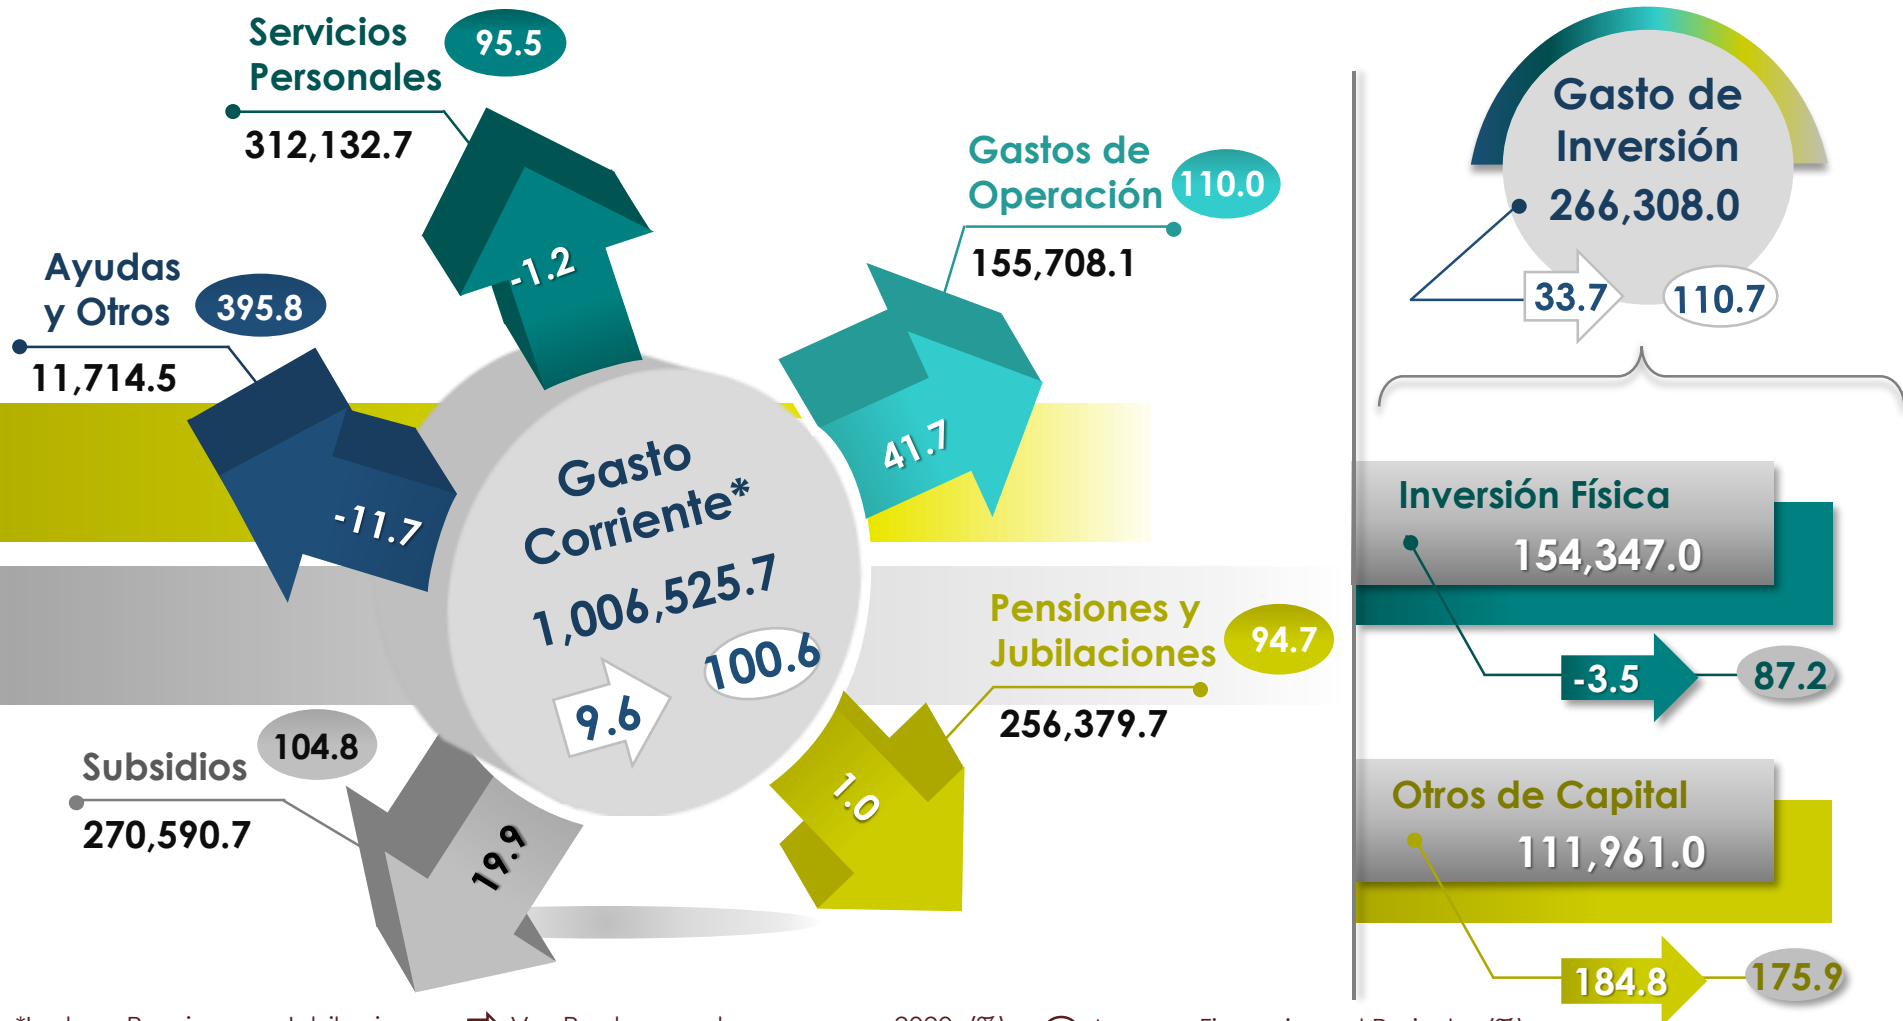 Servicios
Personales
95.5
312,132.7
-1.2
Gastos de
Operación
110.0
155,708.1
41.7
Ayudas
y Otros
395.8
11,714.5
-11.7
Gasto
Corriente*
1,006,525.7
9.6
100.6
Pensiones y
Jubilaciones
94.7
256,379.7
1.0
Subsidios
104.8
270,590.7
19.9
Gasto de
Inversión
266,308.0
33.7
110.7
Inversión Física
154,347.0
-3.5
87.2
Otros de Capital
111,961.0
184.8
175.9